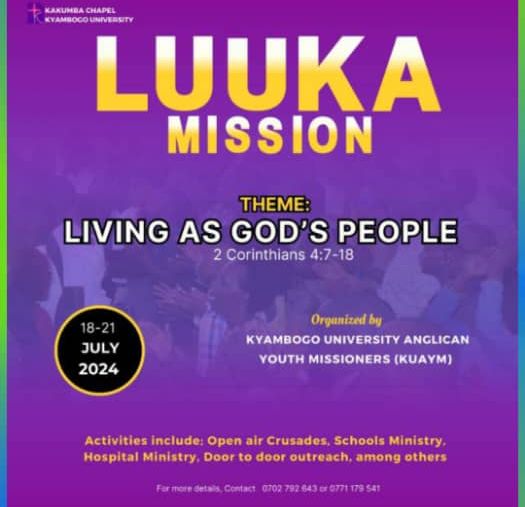 KAKUMBA CHAPEL
KYAMBOGO UNIVERSITY
LUUKA
MISSION
THEME:
LIVING AS GOD'S PEOPLE
2 Corinthians 4:7-18
18-21
JULY
2024
Organized by
KYAMBOGO UNIVERSITY ANGLICAN
YOUTH MISSIONERS (KUAYM)
Activities include; Open air Crusades, Schools Ministry,
Hospital Ministry, Door to door outreach, among others
For more details, Contact 0702 792 643 or 0771 179 541